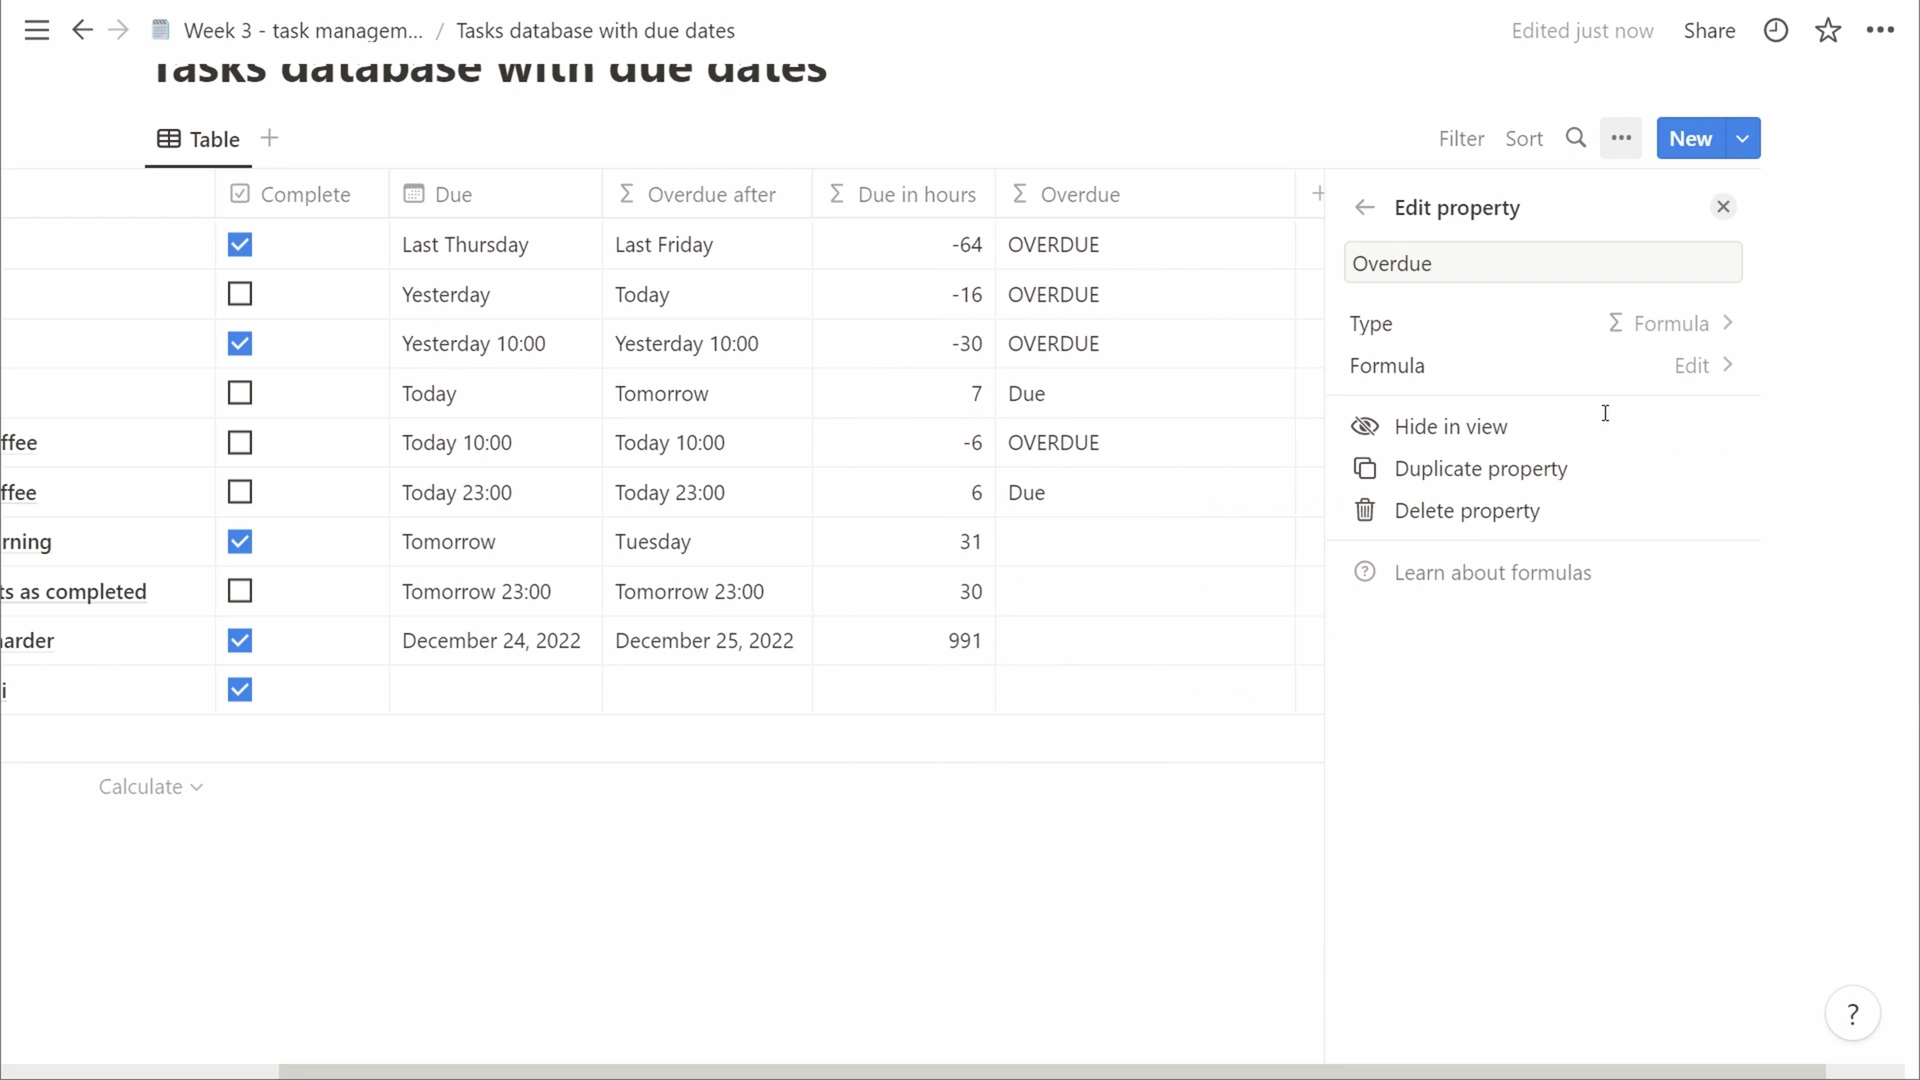 Week 3 - task managem... / Tasks database with due dates
Edited just now
Share
Tasks database with due dates
Table
Filter
Sort
New
Complete
Due
Overdue after
Due in hours
Overdue
Last Thursday
Last Friday
-64
OVERDUE
Yesterday
Today
-16
OVERDUE
Yesterday 10:00
Yesterday 10:00
-30
OVERDUE
Today
Tomorrow
7
Due
ffee
Today 10:00
Today 10:00
-6
OVERDUE
ffee
Today 23:00
Today 23:00
6
Due
rning
Tomorrow
Tuesday
31
ts as completed
Tomorrow 23:00
Tomorrow 23:00
30
arder
December 24, 2022
December 25, 2022
991
i
Calculate
Edit property
Overdue
Type
Formula
Formula
Edit
Hide in view
Duplicate property
Delete property
Learn about formulas
?